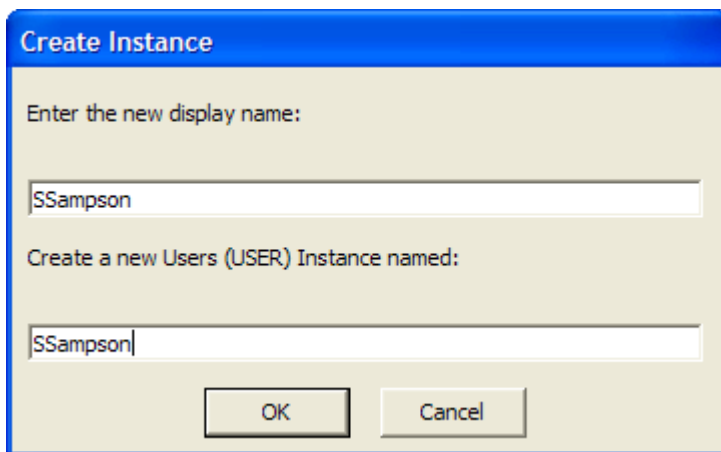 Create Instance
Enter the new display name:
SSampson
Create a new Users (USER) Instance named:
SSampson
OK Cancel